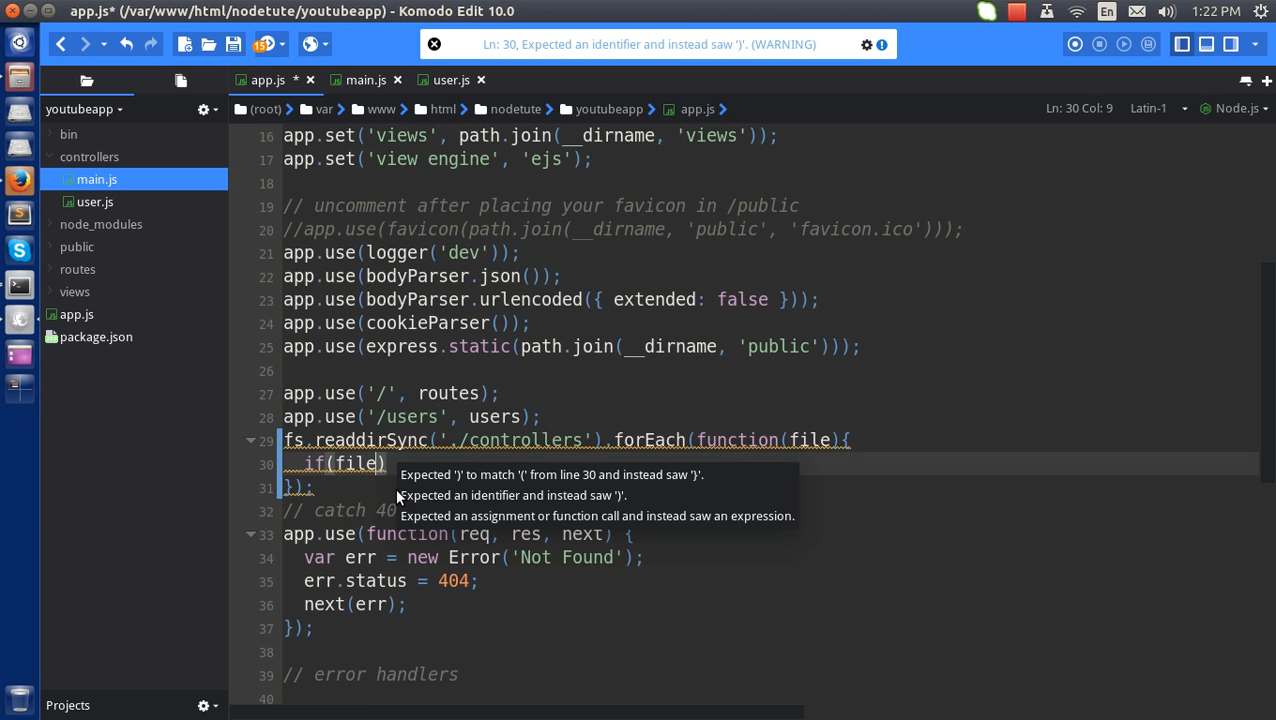 app.js* (/var/www/html/nodetute/youtubeapp) - Komodo Edit 10.0
En
1:22 PM
Ln: 30, Expected an identifier and instead saw ')'. (WARNING)
app.js *
main.js
user.js
youtubeapp
(root) var www html nodetute youtubeapp app.js
Ln: 30 Col: 9
Latin-1
Node.js
bin
controllers
main.js
user.js
node_modules
public
routes
views
app.js
package.json
16 app.set('views', path.join(__dirname, 'views'));
17 app.set('view engine', 'ejs');
18
19 // uncomment after placing your favicon in /public
20 //app.use(favicon(path.join(__dirname, 'public', 'favicon.ico')));
21 app.use(logger('dev'));
22 app.use(bodyParser.json());
23 app.use(bodyParser.urlencoded({ extended: false }));
24 app.use(cookieParser());
25 app.use(express.static(path.join(__dirname, 'public')));
26
27 app.use('/', routes);
28 app.use('/users', users);
29 fs.readdirSync('./controllers').forEach(function(file){
30 if(file)
Expected ')' to match '(' from line 30 and instead saw '}'.
31 });
Expected an identifier and instead saw ')'.
32 // catch 40
Expected an assignment or function call and instead saw an expression.
33 app.use(function(req, res, next) {
34 var err = new Error('Not Found');
35 err.status = 404;
36 next(err);
37 });
38
39 // error handlers
40
Projects